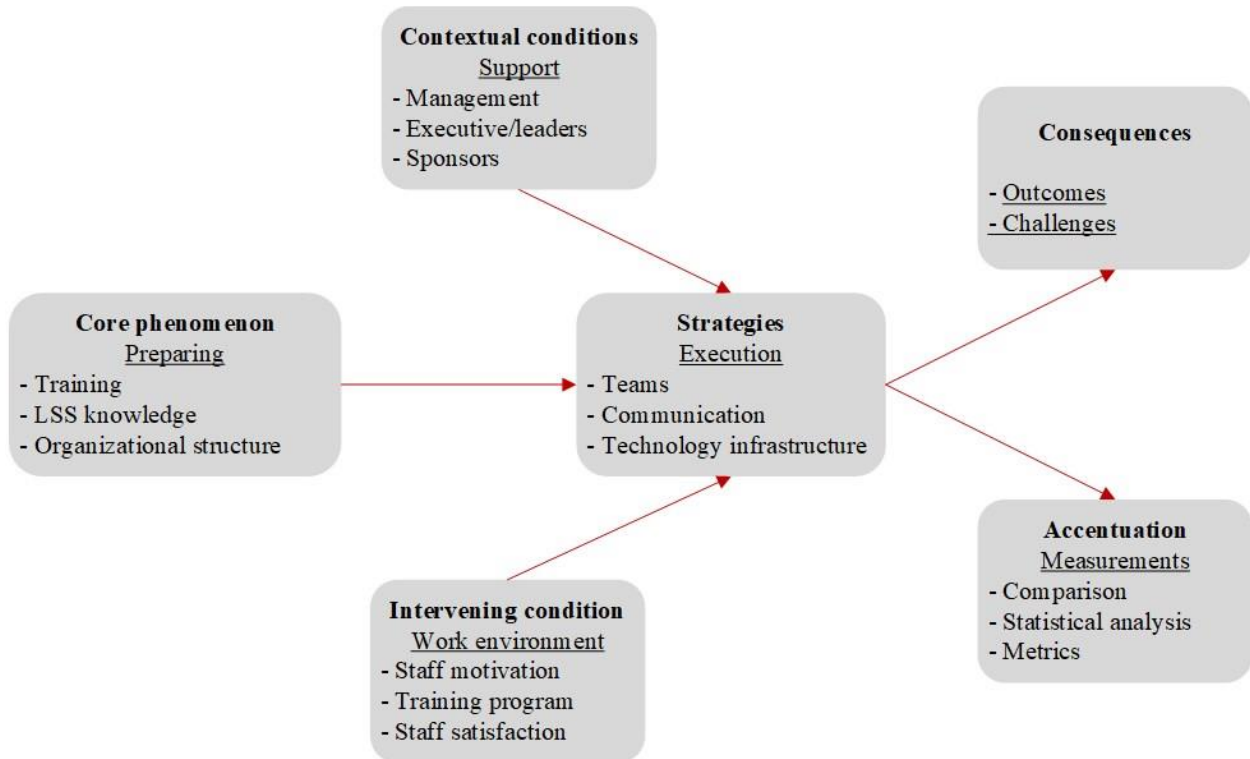 Contextual conditions
Support
- Management
- Executive/leaders
- Sponsors
Consequences
- Outcomes
- Challenges
Core phenomenon
Preparing
- Training
- LSS knowledge
- Organizational structure
Strategies
Execution
- Teams
- Communication
- Technology infrastructure
Intervening condition
Work environment
- Staff motivation
- Training program
- Staff satisfaction
Accentuation
Measurements
- Comparison
- Statistical analysis
- Metrics